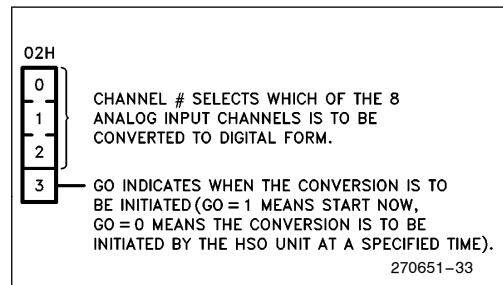 02H
0
1
2
3
CHANNEL # SELECTS WHICH OF THE 8
ANALOG INPUT CHANNELS IS TO BE
CONVERTED TO DIGITAL FORM.
GO INDICATES WHEN THE CONVERSION IS TO
BE INITIATED (GO = 1 MEANS START NOW,
GO = 0 MEANS THE CONVERSION IS TO BE
INITIATED BY THE HSO UNIT AT A SPECIFIED TIME).
270651–33